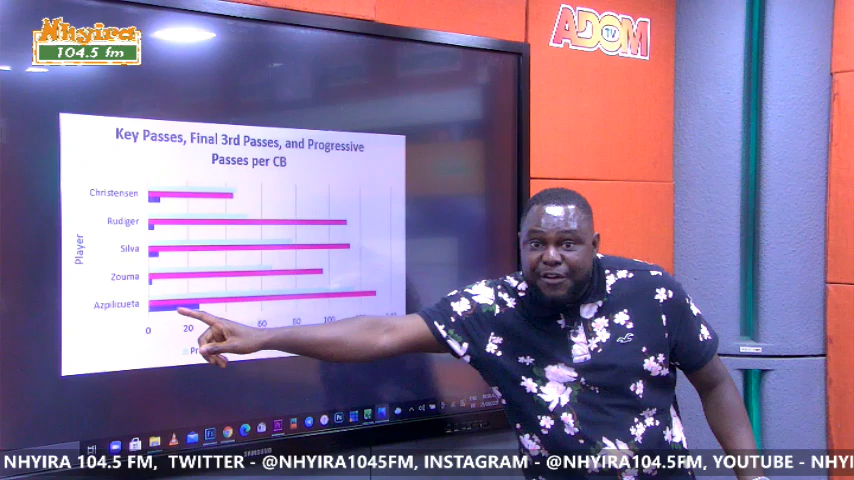 Nhyira
104.5 fm
ADOM
TV
Key Passes, Final 3rd Passes, and Progressive
Passes per CB
Player
Christensen
Rudiger
Silva
Zouma
Azpilicueta
0 20 60 80 100
Pr
SAMSUNG
NHYIRA 104.5 FM, TWITTER - @NHYIRA1045FM, INSTAGRAM - @NHYIRA104.5FM, YOUTUBE - NHYI